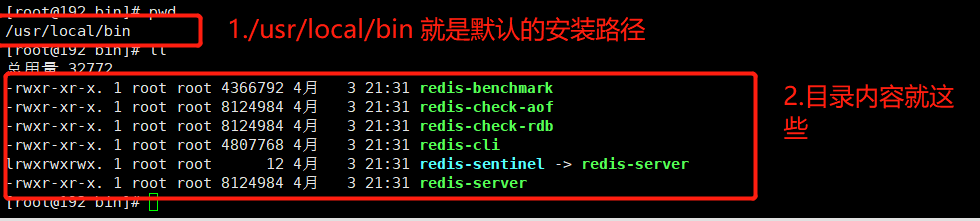 [root@192 bin]# pwd
/usr/local/bin
1./usr/local/bin 就是默认的安装路径
[root@192 bin]# ll
总用量 32772
-rwxr-xr-x. 1 root root 4366792 4月   3 21:31 redis-benchmark
-rwxr-xr-x. 1 root root 8124984 4月   3 21:31 redis-check-aof
-rwxr-xr-x. 1 root root 8124984 4月   3 21:31 redis-check-rdb
-rwxr-xr-x. 1 root root 4807768 4月   3 21:31 redis-cli
lrwxrwxrwx. 1 root root      12 4月   3 21:31 redis-sentinel -> redis-server
-rwxr-xr-x. 1 root root 8124984 4月   3 21:31 redis-server
[root@192 bin]#
2.目录内容就这
些